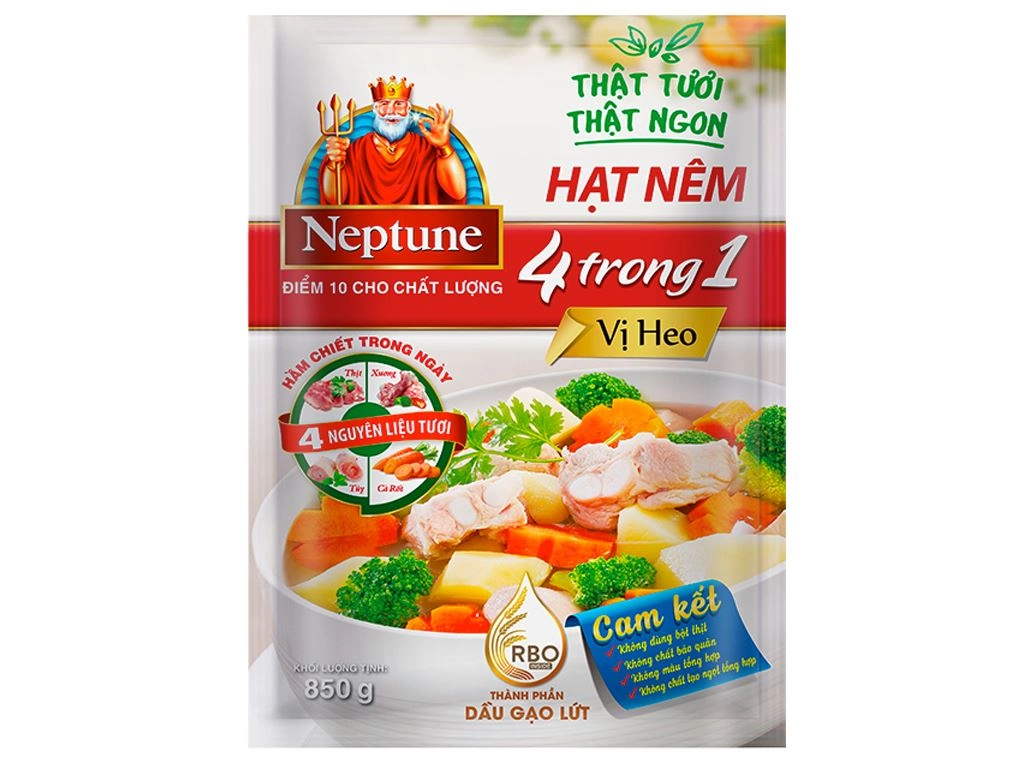 THẬT TƯƠI
THẬT NGON
HẠT NÊM
Neptune
4 trong 1
ĐIỂM 10 CHO CHẤT LƯỢNG
Vị Heo
HẦM CHIẾT TRONG NGÀY
Thịt
Xương
4 NGUYÊN LIỆU TƯƠI
Tủy
Cà Rốt
Cam kết
Không dùng bột thịt
Không chất bảo quản
Không màu tổng hợp
Không chất tạo ngọt tổng hợp
RBO
INSIDE
KHỐI LƯỢNG TỊNH:
850 g
THÀNH PHẦN
DẦU GẠO LỨT